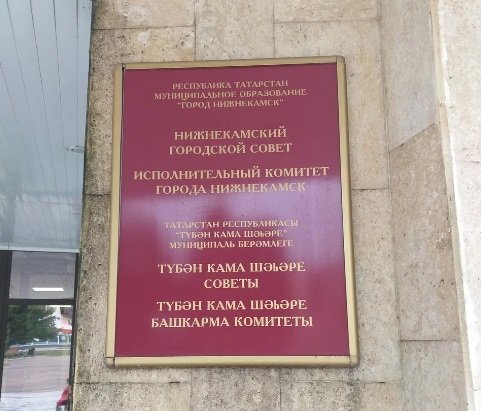 РЕСПУБЛИКА ТАТАРСТАН
МУНИЦИПАЛЬНОЕ ОБРАЗОВАНИЕ
"ГОРОД НИЖНЕКАМСК"
НИЖНЕКАМСКИЙ
ГОРОДСКОЙ СОВЕТ
ИСПОЛНИТЕЛЬНЫЙ КОМИТЕТ
ГОРОДА НИЖНЕКАМСК
ТАТАРСТАН РЕСПУБЛИКАСЫ
"ТҮБӘН КАМА ШӘҺӘРЕ"
МУНИЦИПАЛЬ БЕРӘМЛЕГЕ
ТҮБӘН КАМА ШӘҺӘРЕ
СОВЕТЫ
ТҮБӘН КАМА ШӘҺӘРЕ
БАШКАРМА КОМИТЕТЫ